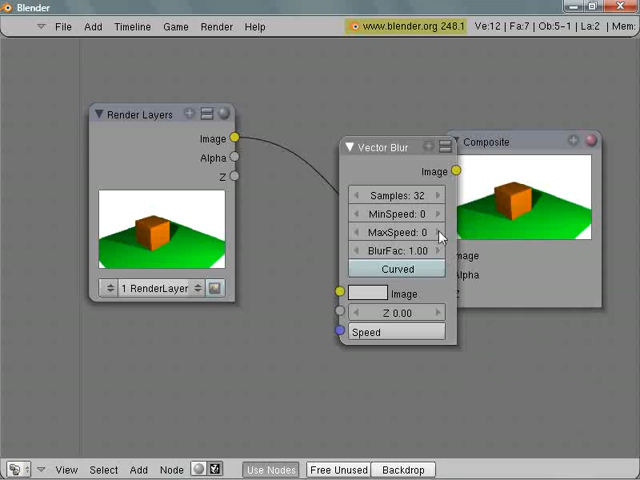 Blender
File Add Timeline Game Render Help www.blender.org 248.1 Ve:12 | Fa:7 | Ob:5-1 | La:2 | Mem:
Render Layers
Image
Alpha
Z
1 RenderLayer
Vector Blur
Image
Samples: 32
MinSpeed: 0
MaxSpeed: 0
BlurFac: 1.00
Curved
Image
Z 0.00
Speed
Composite
mage
Alpha
Z
View Select Add Node Use Nodes Free Unused Backdrop